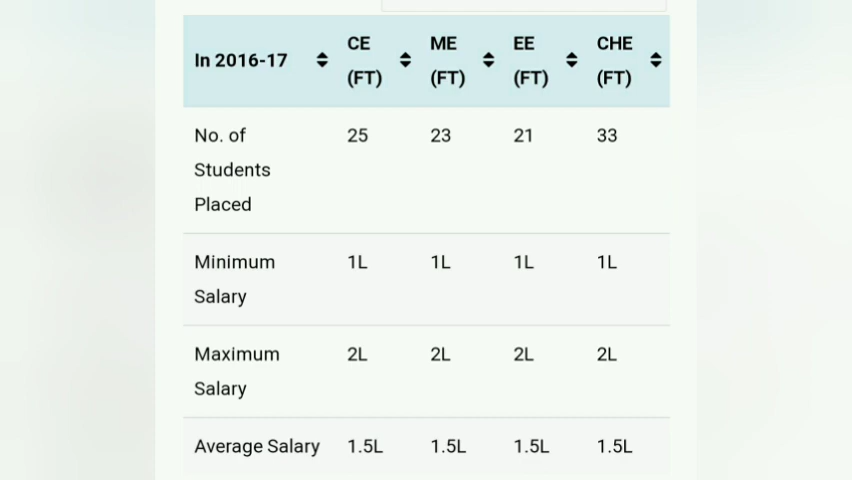 In 2016-17 CE (FT) ME (FT) EE (FT) CHE (FT)
No. of Students Placed 25 23 21 33
Minimum Salary 1L 1L 1L 1L
Maximum Salary 2L 2L 2L 2L
Average Salary 1.5L 1.5L 1.5L 1.5L